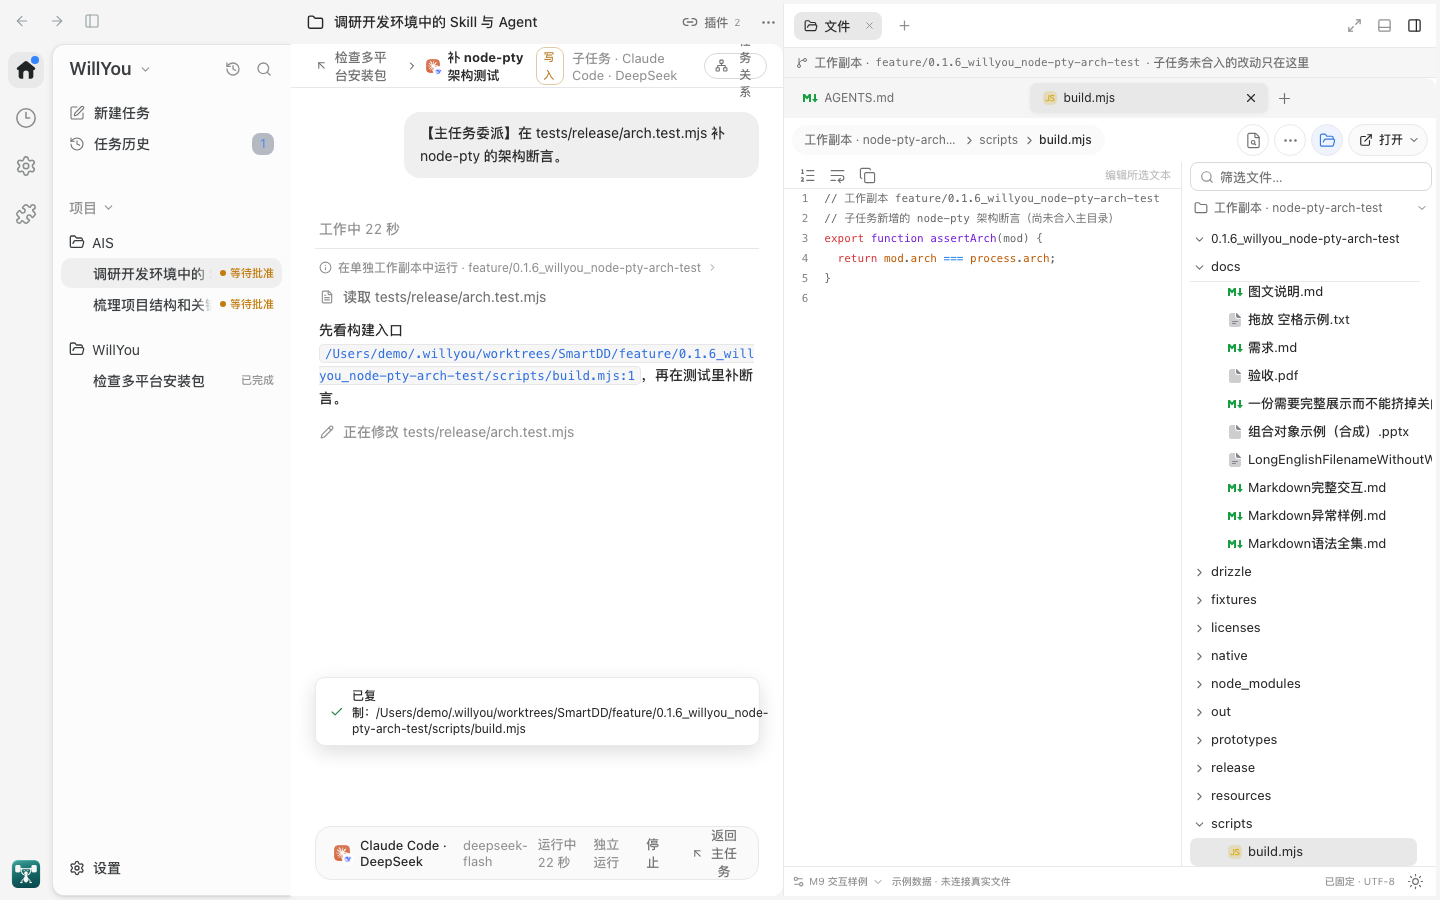 调研开发环境中的 Skill 与 Agent
插件 2
文件
WillYou
新建任务
任务历史
1
项目
AIS
调研开发环境中的
等待批准
梳理项目结构和关
等待批准
WillYou
检查多平台安装包
已完成
设置
检查多平
台安装包
补 node-pty
架构测试
写
入
子任务 · Claude
Code · DeepSeek
务
关
系
【主任务委派】在 tests/release/arch.test.mjs 补
node-pty 的架构断言。
工作中 22 秒
在单独工作副本中运行 · feature/0.1.6_willyou_node-pty-arch-test
读取 tests/release/arch.test.mjs
先看构建入口
/Users/demo/.willyou/worktrees/SmartDD/feature/0.1.6_will
you_node-pty-arch-test/scripts/build.mjs:1，再在测试里补断
言。
正在修改 tests/release/arch.test.mjs
已复
制：/Users/demo/.willyou/worktrees/SmartDD/feature/0.1.6_willyou_node-
pty-arch-test/scripts/build.mjs
Claude Code ·
DeepSeek
deepseek-
flash
运行中
22 秒
独立
运行
停
止
返回
主任
务
工作副本 · feature/0.1.6_willyou_node-pty-arch-test · 子任务未合入的改动只在这里
AGENTS.md
JS build.mjs
工作副本 · node-pty-arch... > scripts > build.mjs
打开
编辑所选文本
1 // 工作副本 feature/0.1.6_willyou_node-pty-arch-test
2 // 子任务新增的 node-pty 架构断言（尚未合入主目录）
3 export function assertArch(mod) {
4 return mod.arch === process.arch;
5 }
6
筛选文件...
工作副本 · node-pty-arch-test
0.1.6_willyou_node-pty-arch-test
docs
图文说明.md
拖放 空格示例.txt
需求.md
验收.pdf
一份需要完整展示而不能挤掉关
组合对象示例（合成）.pptx
LongEnglishFilenameWithoutW
Markdown完整交互.md
Markdown异常样例.md
Markdown语法全集.md
drizzle
fixtures
licenses
native
node_modules
out
prototypes
release
resources
scripts
JS build.mjs
M9 交互样例
示例数据 · 未连接真实文件
已固定 · UTF-8